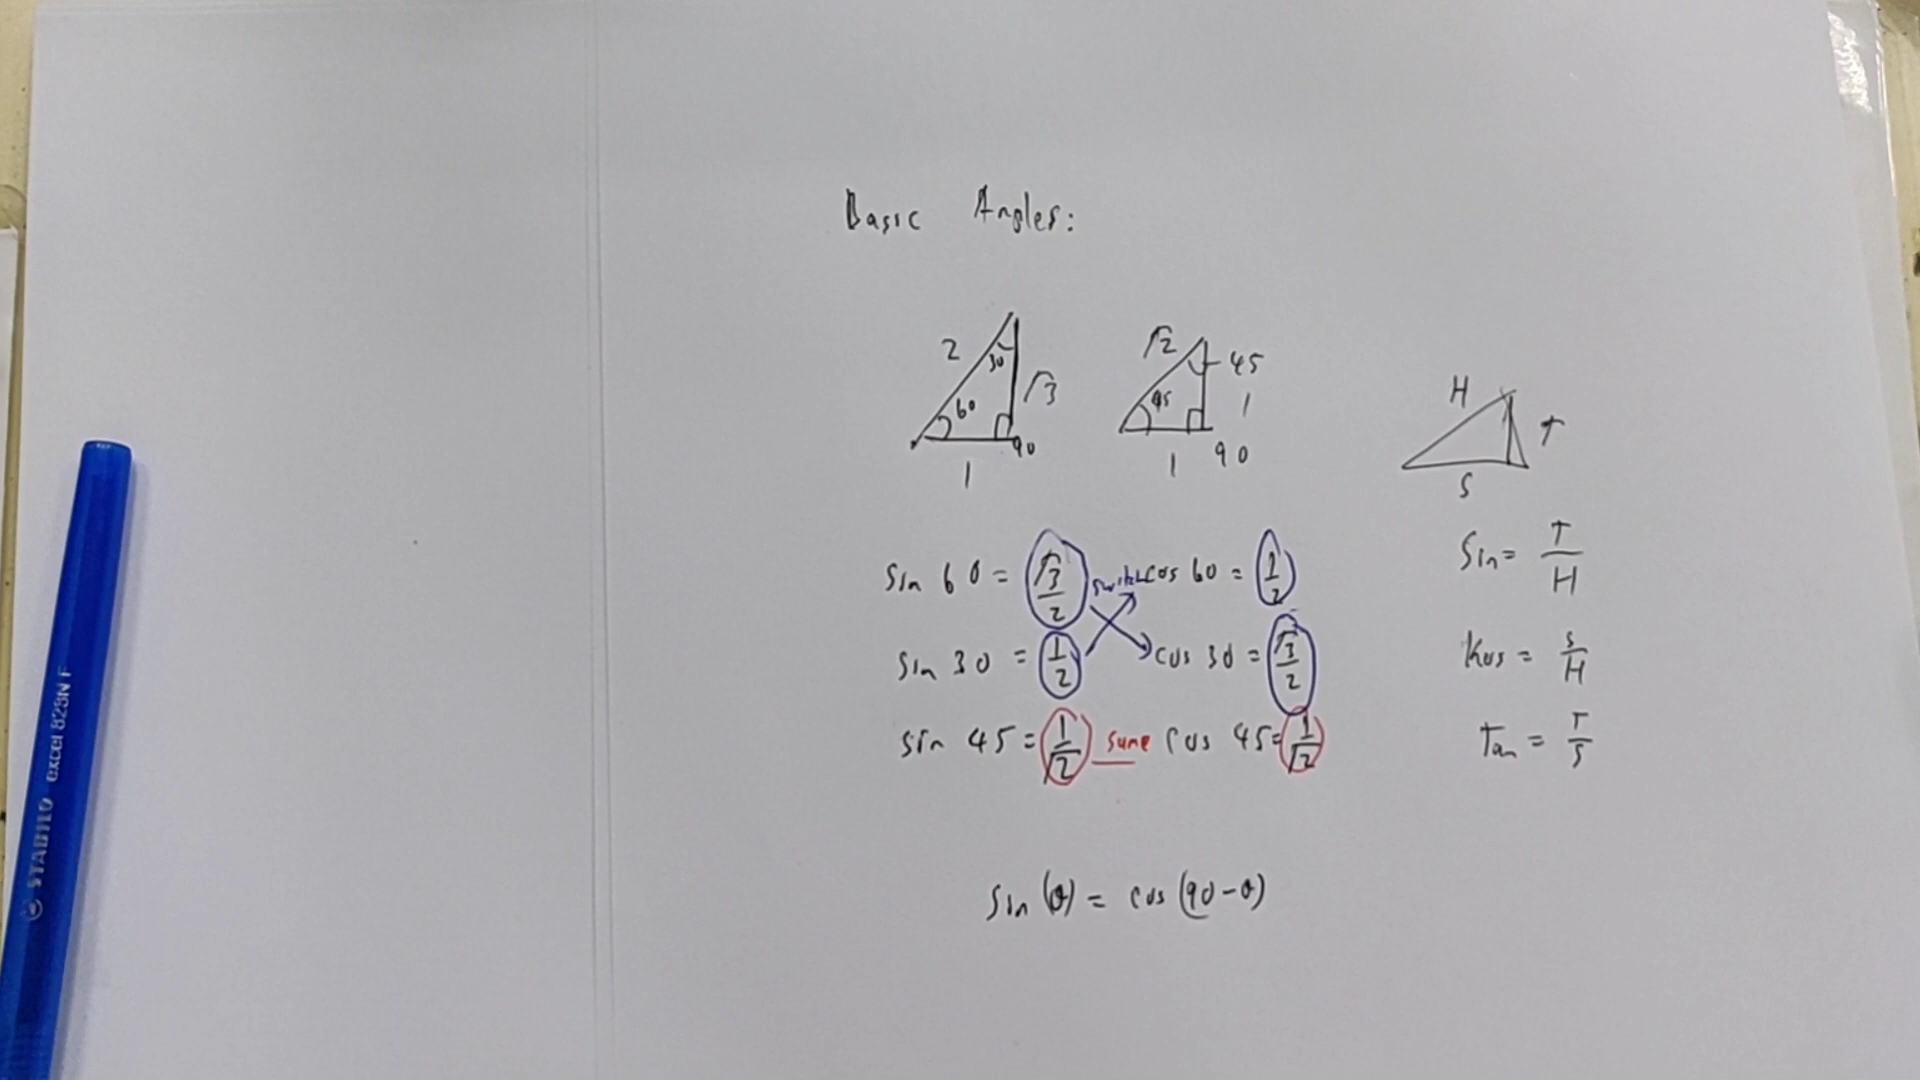 Basic Angles:
2
30
60
√3
1
90
√2
45
45
1
1
90
H
T
S
Sin 60 = √3/2 switch cos 60 = 1/2
Sin 30 = 1/2 cos 30 = √3/2
Sin 45 = 1/√2 same cos 45 = 1/√2
Sin = T/H
Kos = S/H
Tan = T/S
Sin (θ) = cos (90-θ)
STABILO excel 828N F